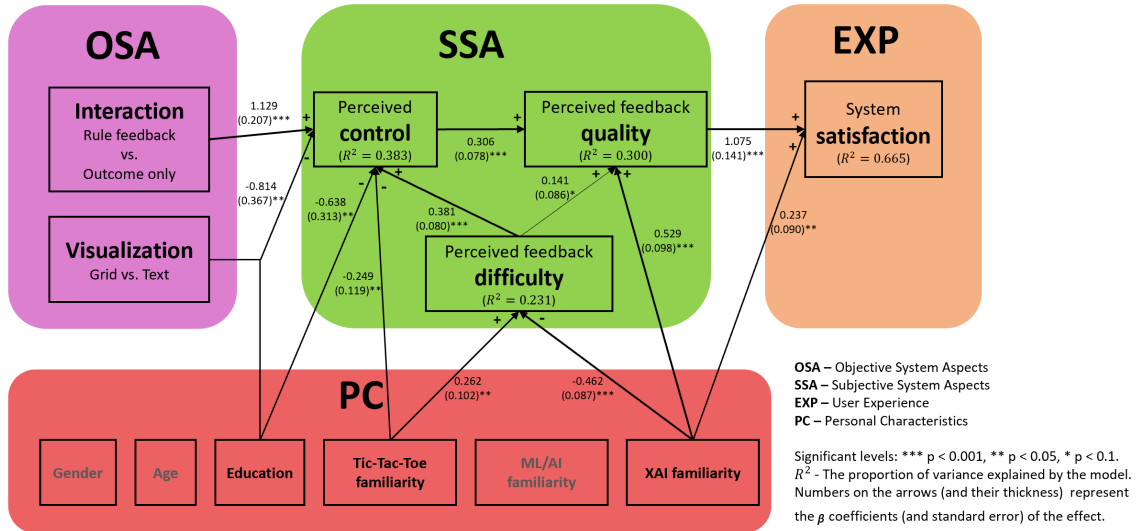 OSA
SSA
EXP
Interaction
Rule feedback
vs.
Outcome only
1.129
(0.207)***
+
-
Perceived
control
(R² = 0.383)
+
0.306
(0.078)***
Perceived feedback
quality
(R² = 0.300)
1.075
(0.141)***
+
+
System
satisfaction
(R² = 0.665)
-0.814
(0.367)**
- - +
-0.638
(0.313)**
0.381
(0.080)***
0.141
(0.086)*
+ +
0.529
(0.098)***
0.237
(0.090)**
Visualization
Grid vs. Text
-0.249
(0.119)**
Perceived feedback
difficulty
(R² = 0.231)
+ -
PC
0.262
(0.102)**
-0.462
(0.087)***
Gender
Age
Education
Tic-Tac-Toe
familiarity
ML/AI
familiarity
XAI familiarity
OSA – Objective System Aspects
SSA – Subjective System Aspects
EXP – User Experience
PC – Personal Characteristics
Significant levels: *** p < 0.001, ** p < 0.05, * p < 0.1.
R² - The proportion of variance explained by the model.
Numbers on the arrows (and their thickness) represent
the β coefficients (and standard error) of the effect.